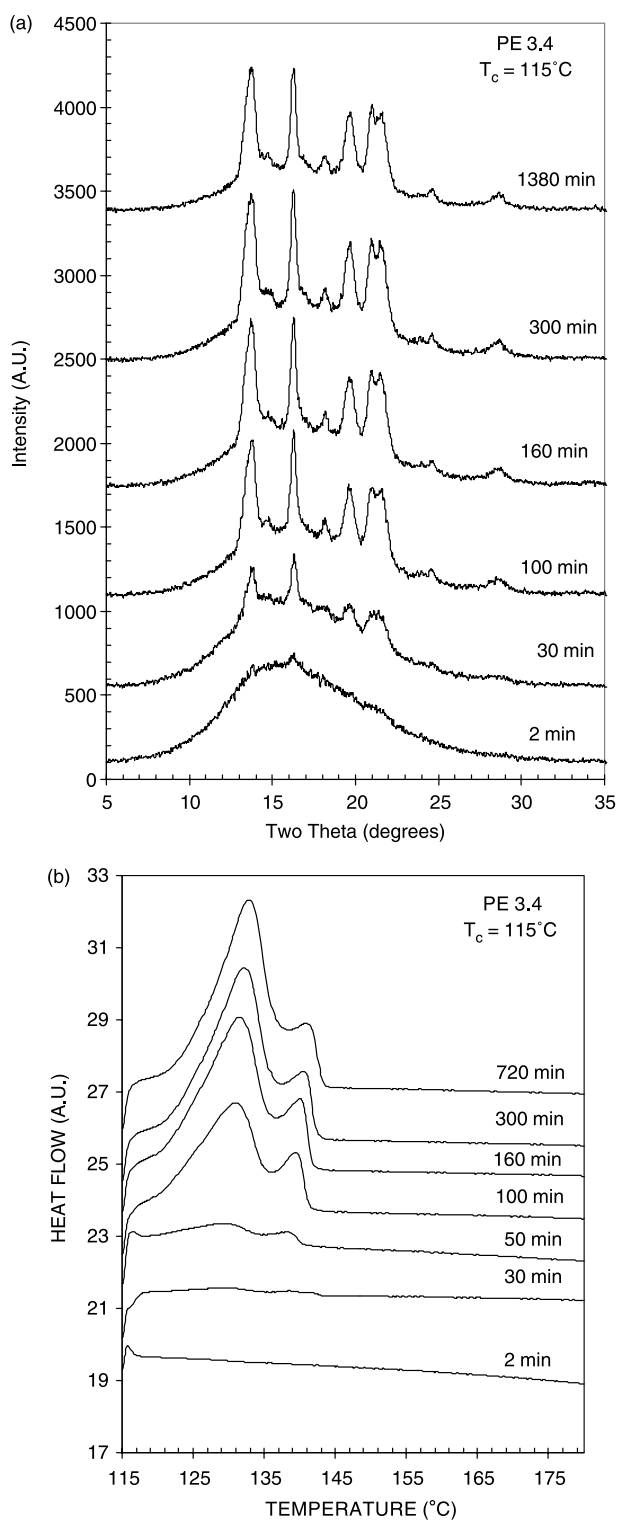 (a)
4500
4000
3500
3000
2500
2000
1500
1000
500
0
Intensity (A.U.)
PE 3.4
Tc = 115°C
1380 min
300 min
160 min
100 min
30 min
2 min
5 10 15 20 25 30 35
Two Theta (degrees)
(b)
33
31
29
27
25
23
21
19
17
HEAT FLOW (A.U.)
PE 3.4
Tc = 115°C
720 min
300 min
160 min
100 min
50 min
30 min
2 min
115 125 135 145 155 165 175
TEMPERATURE (°C)